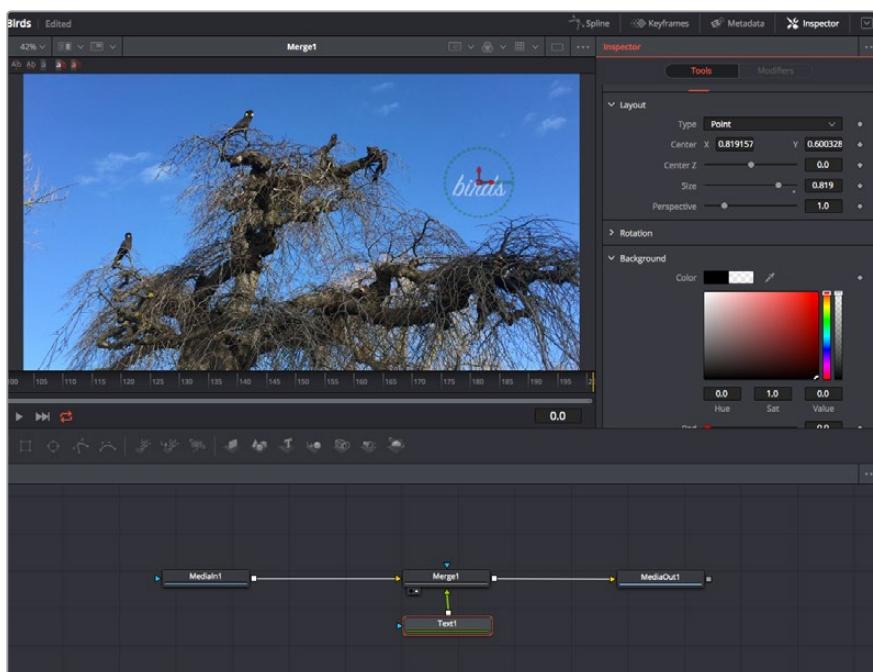 Birds Edited Spline Keyframes Metadata Inspector
42% Merge1 Inspector
Tools Modifiers
Layout
Type Point
Center X 0.819157 Y 0.600328
Center Z 0.0
Size 0.819
Perspective 1.0
Rotation
Background
Color
birds
105 110 115 120 125 130 135 140 145 150 155 160 165 170 175 180 185 190 195
0.0
0.0 1.0 0.0
Hue Sat Value
0.0
MediaIn1 Merge1 MediaOut1
Text1